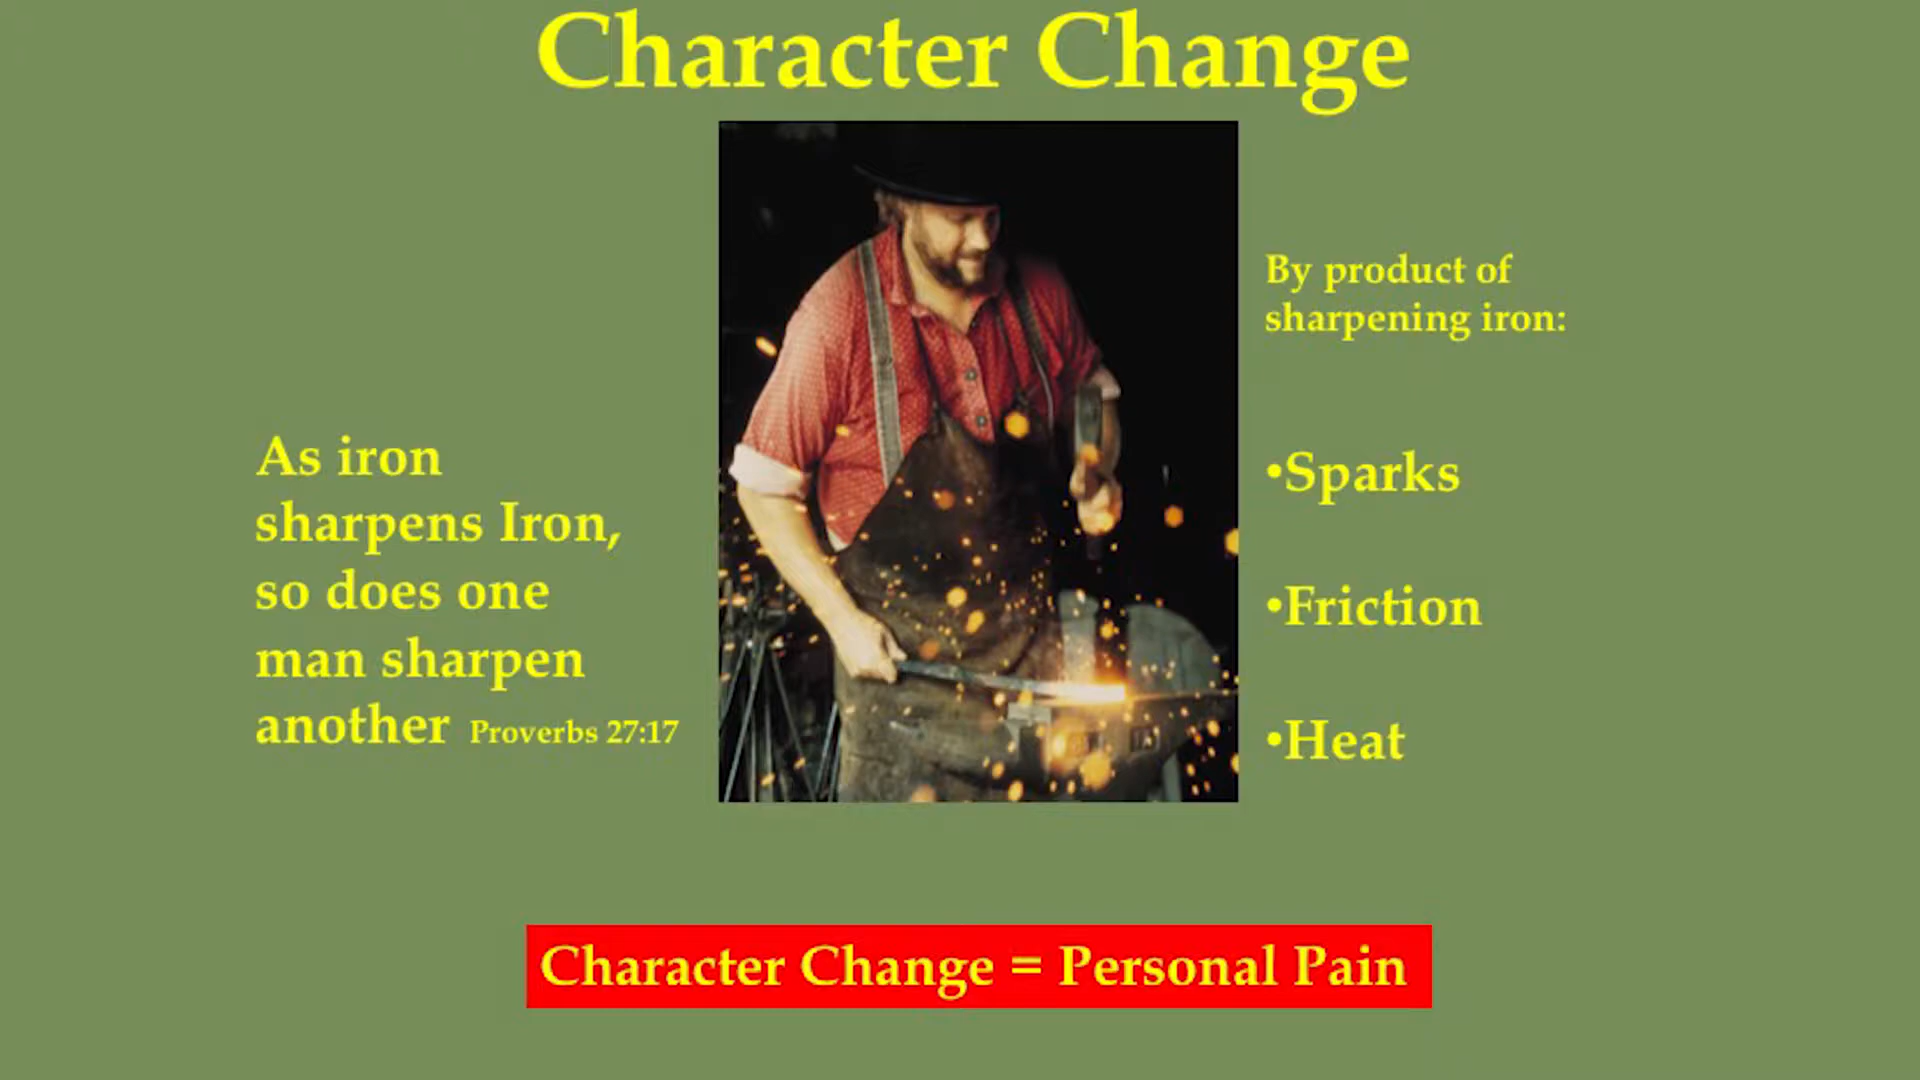 Character Change
As iron
sharpens Iron,
so does one
man sharpen
another Proverbs 27:17
By product of
sharpening iron:
•Sparks
•Friction
•Heat
Character Change = Personal Pain